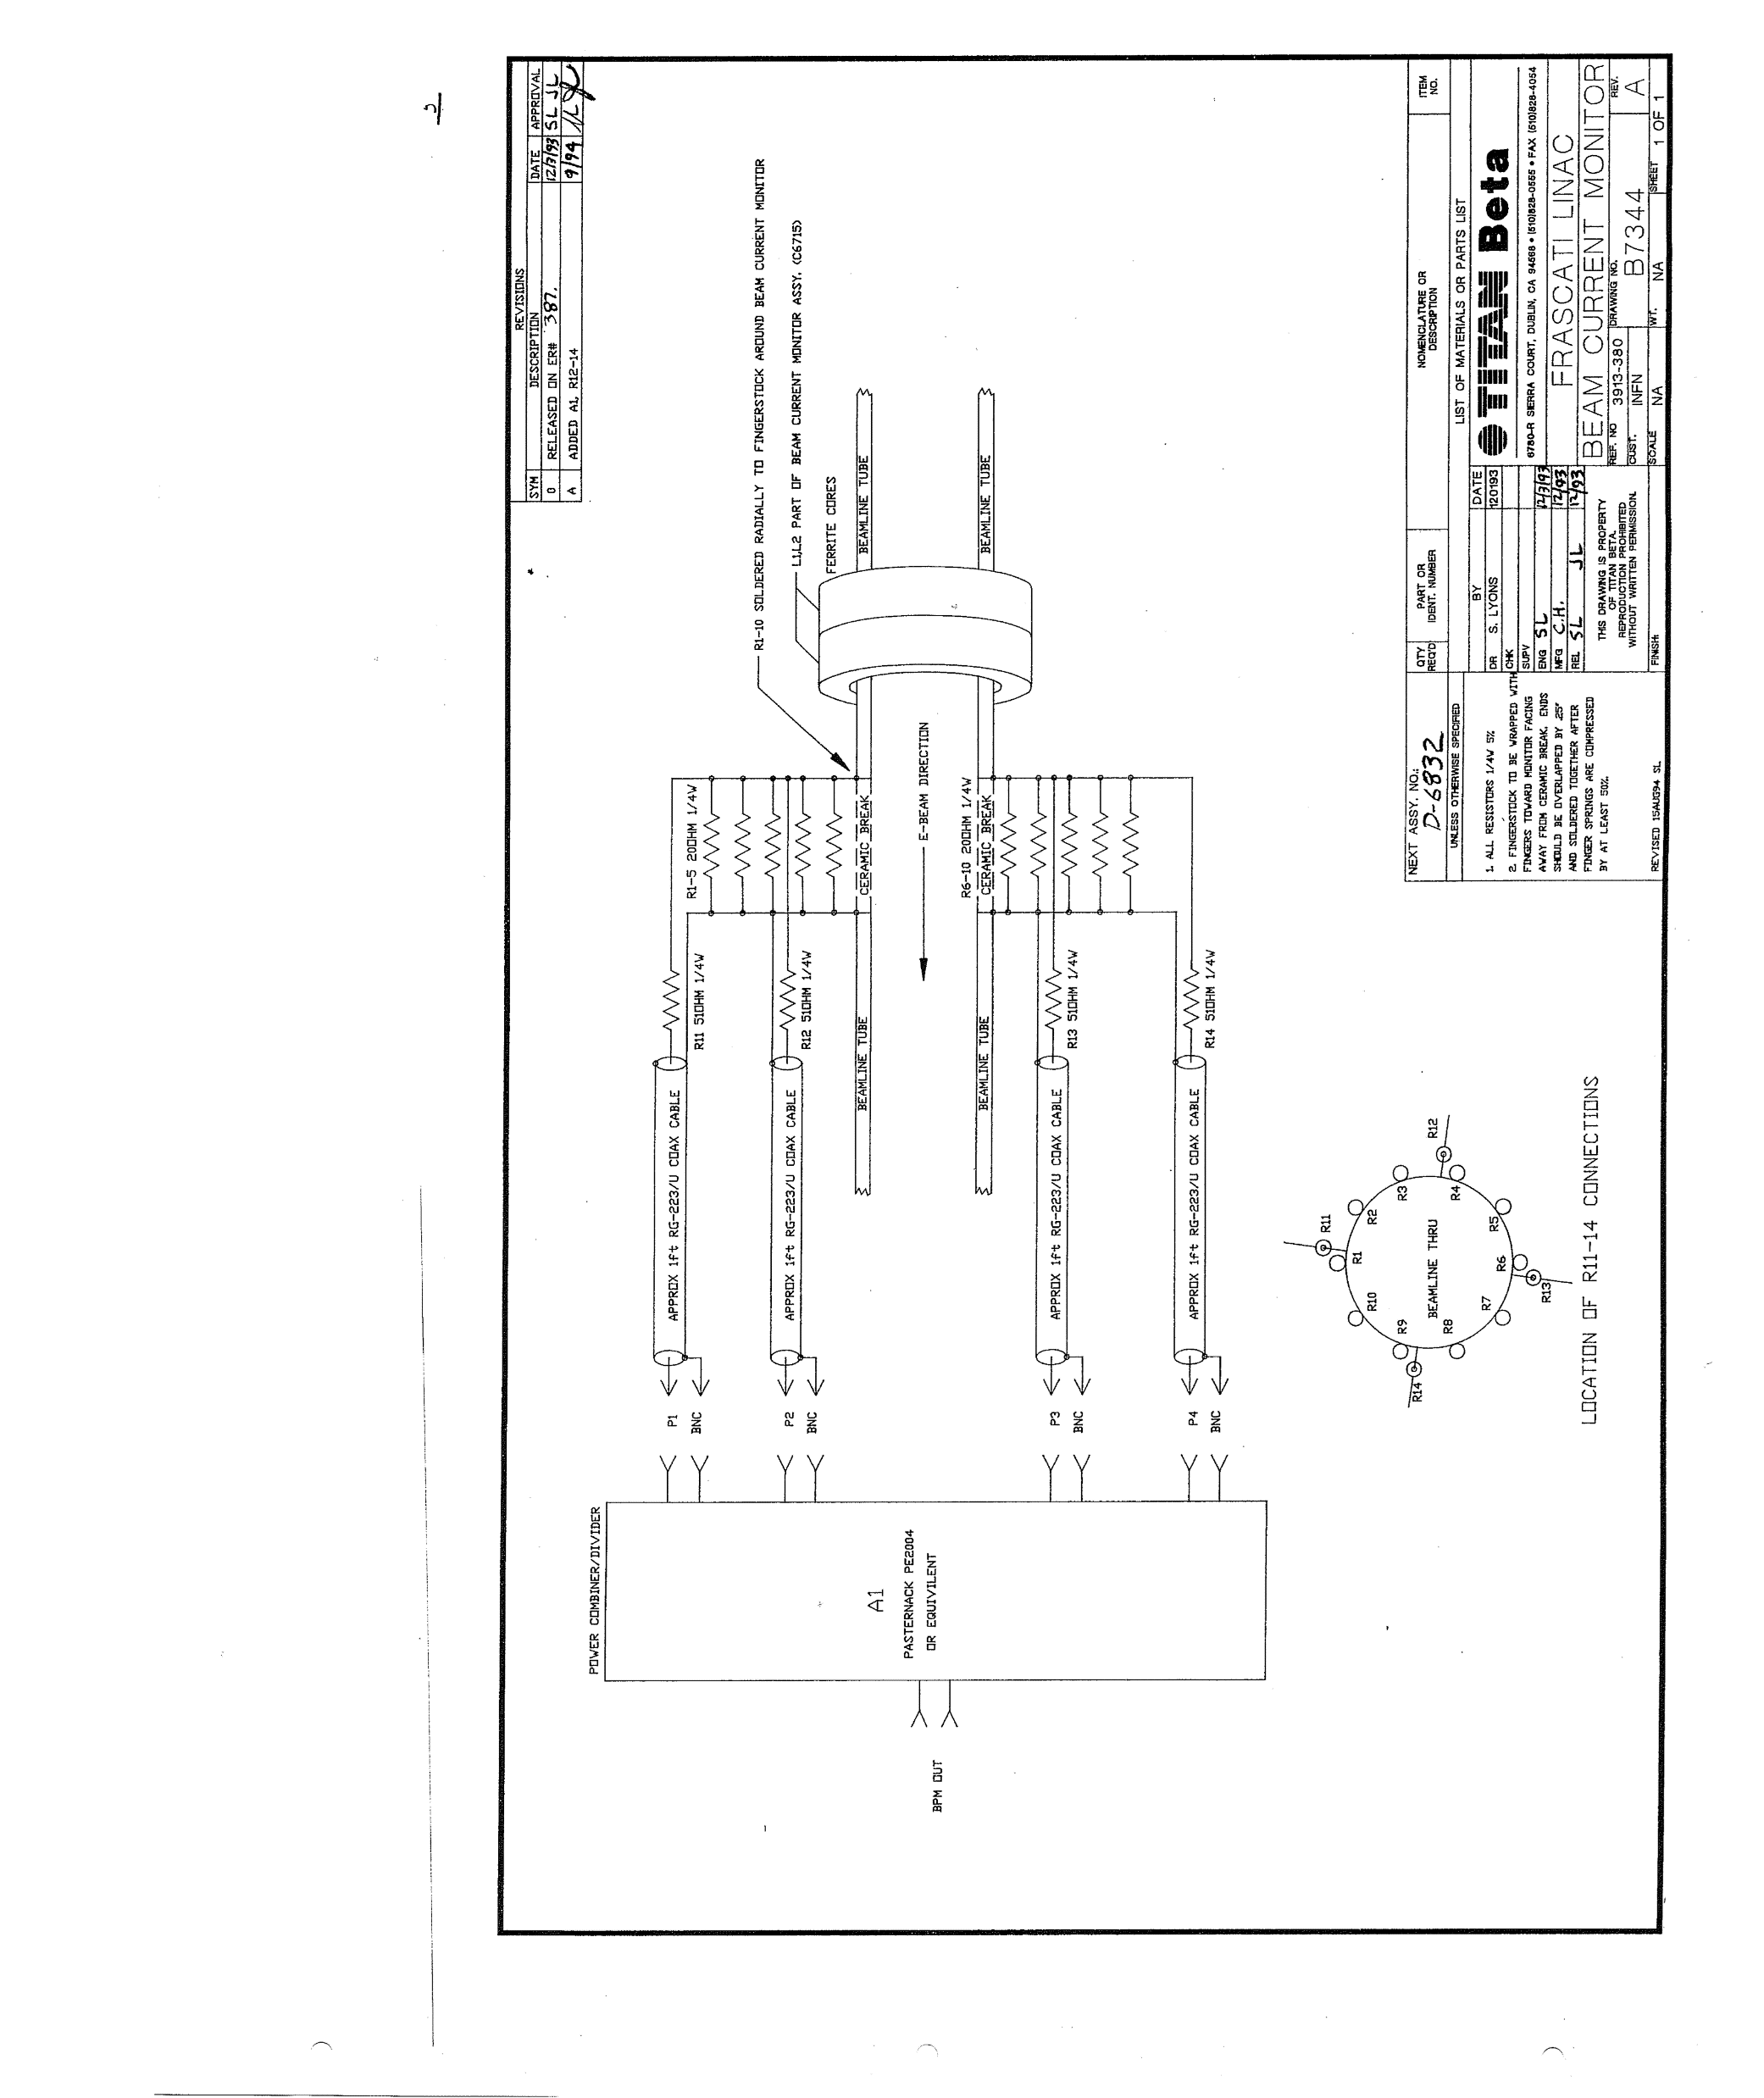 2
REVISIONS
SYM DESCRIPTION DATE APPROVAL
0 RELEASED ON ER# 387. 12/3/93 SL JL
A ADDED A1, R12-14 9/94
R1-10 SOLDERED RADIALLY TO FINGERSTOCK AROUND BEAM CURRENT MONITOR
L1,L2 PART OF BEAM CURRENT MONITOR ASSY. (C6715)
FERRITE CORES
BEAMLINE TUBE
BEAMLINE TUBE
POWER COMBINER/DIVIDER
A1
PASTERNACK PE2004
OR EQUIVILENT
BPM OUT
P1
BNC
P2
BNC
P3
BNC
P4
BNC
APPROX 1ft RG-223/U COAX CABLE
APPROX 1ft RG-223/U COAX CABLE
APPROX 1ft RG-223/U COAX CABLE
APPROX 1ft RG-223/U COAX CABLE
R11 51OHM 1/4W
R12 51OHM 1/4W
R13 51OHM 1/4W
R14 51OHM 1/4W
BEAMLINE TUBE
BEAMLINE TUBE
R1-5 20OHM 1/4W
CERAMIC BREAK
E-BEAM DIRECTION
R6-10 20OHM 1/4W
CERAMIC BREAK
R11
R1
R2
R3
R12
R4
R5
R6
R13
R7
R8
R9
R14
R10
BEAMLINE THRU
LOCATION OF R11-14 CONNECTIONS
NEXT ASSY. NO.:
D-6832
UNLESS OTHERWISE SPECIFIED
1. ALL RESISTORS 1/4W 5%
2. FINGERSTOCK TO BE WRAPPED WITH
FINGERS TOWARD MONITOR FACING
AWAY FROM CERAMIC BREAK. ENDS
SHOULD BE OVERLAPPED BY .25"
AND SOLDERED TOGETHER AFTER
FINGER SPRINGS ARE COMPRESSED
BY AT LEAST 50%.
REVISED 15AUG94 SL
QTY REQ'D
PART OR IDENT. NUMBER
NOMENCLATURE OR DESCRIPTION
ITEM NO.
LIST OF MATERIALS OR PARTS LIST
BY DATE
DR S. LYONS 120193
CHK
SUPV
ENG SL 12/3/93
MFG C.H. 12/93
REL SL JL 12/93
THIS DRAWING IS PROPERTY
OF TITAN BETA.
REPRODUCTION PROHIBITED
WITHOUT WRITTEN PERMISSION.
FINISH:
TITAN Beta
6780-R SIERRA COURT, DUBLIN, CA 94568 • (510)828-0555 • FAX (510)828-4054
FRASCATI LINAC
BEAM CURRENT MONITOR
REF. NO 3913-380
CUST. INFN
DRAWING NO. B7344
REV. A
SCALE NA
WT. NA
SHEET 1 OF 1